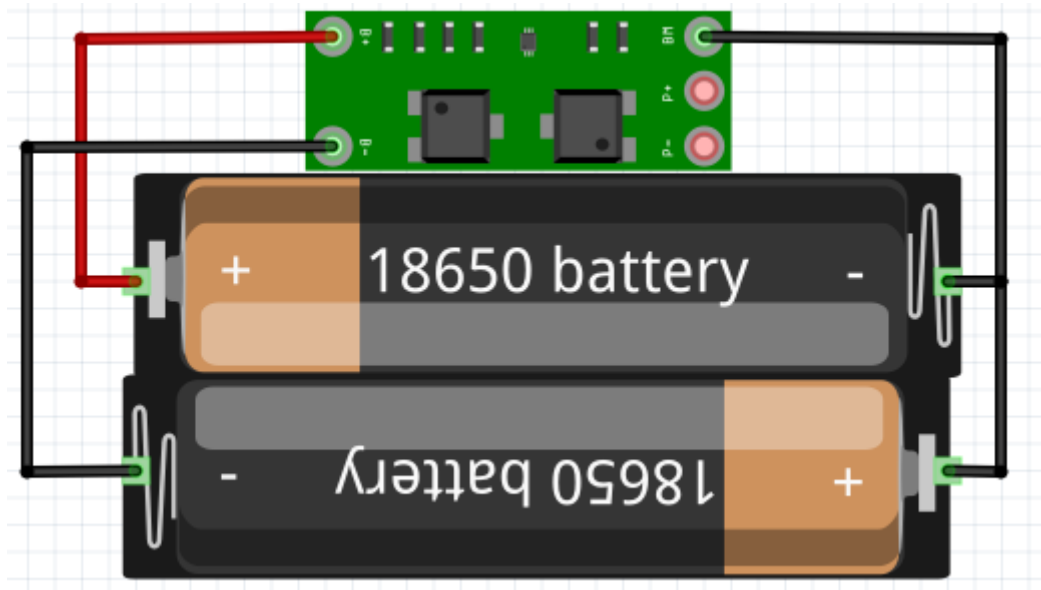 B+
BM
P+
B-
P-
+ 18650 battery -
- 18650 battery +